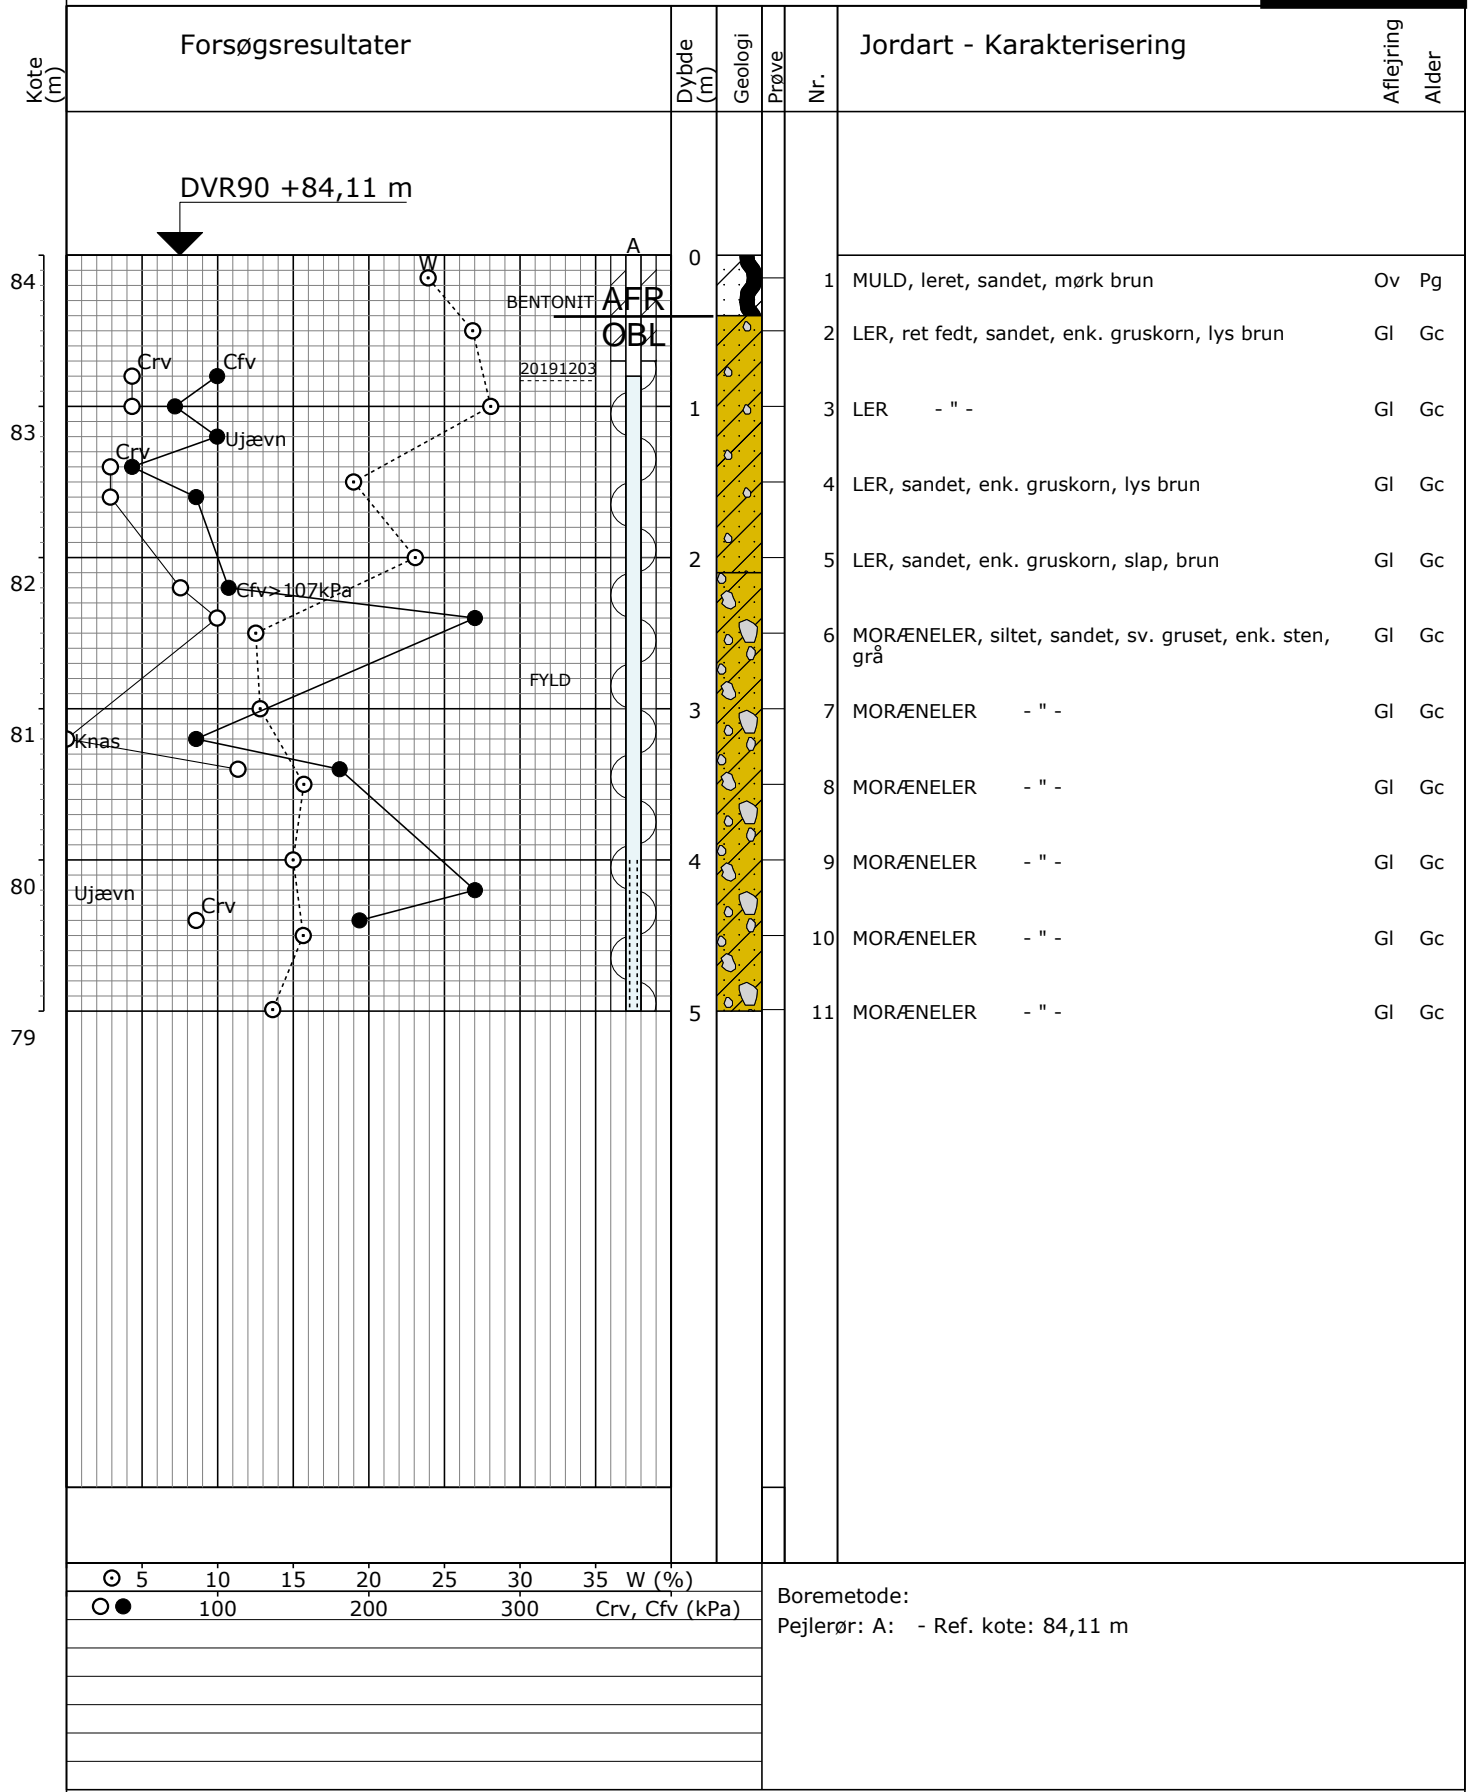 Forsøgsresultater
Jordart - Karakterisering
Kote
(m)
Dybde
(m)
Geologi
Prøve
Nr.
Aflejring
Alder
DVR90 +84,11 m
A
W
0
84
1 MULD, leret, sandet, mørk brun Ov Pg
BENTONIT AFR
OBL
2 LER, ret fedt, sandet, enk. gruskorn, lys brun Gl Gc
Crv Cfv
20191203
1
3 LER - " - Gl Gc
83
Ujævn
Crv
4 LER, sandet, enk. gruskorn, lys brun Gl Gc
2
5 LER, sandet, enk. gruskorn, slap, brun Gl Gc
82
Cfv>107kPa
6 MORÆNELER, siltet, sandet, sv. gruset, enk. sten, Gl Gc
grå
FYLD
3
7 MORÆNELER - " - Gl Gc
81
Knas
8 MORÆNELER - " - Gl Gc
4
9 MORÆNELER - " - Gl Gc
80
Ujævn
Crv
10 MORÆNELER - " - Gl Gc
5
11 MORÆNELER - " - Gl Gc
79
5 10 15 20 25 30 35 W (%)
100 200 300 Crv, Cfv (kPa)
Boremetode:
Pejlerør: A: - Ref. kote: 84,11 m